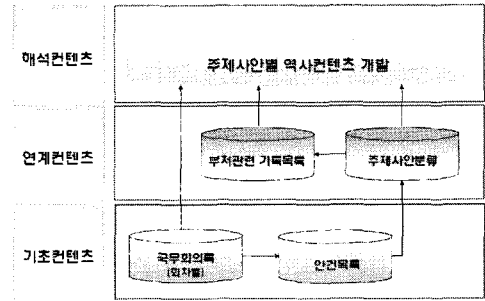 해석컨텐츠
주제사안별 역사컨텐츠 개발
연계컨텐츠
부처관련 기록목록
주제사안분류
기초컨텐츠
국무회의록
(회차별)
안건목록